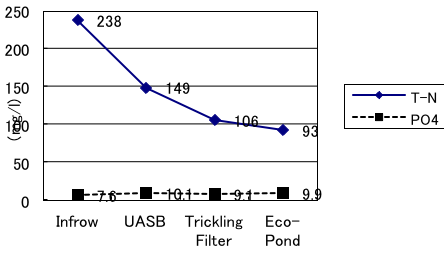 250
200
150
100
50
0
(mg/l)
238
149
106
93
7.6
10.1
9.1
9.9
Infrow
UASB
Trickling
Filter
Eco-
Pond
T-N
PO4